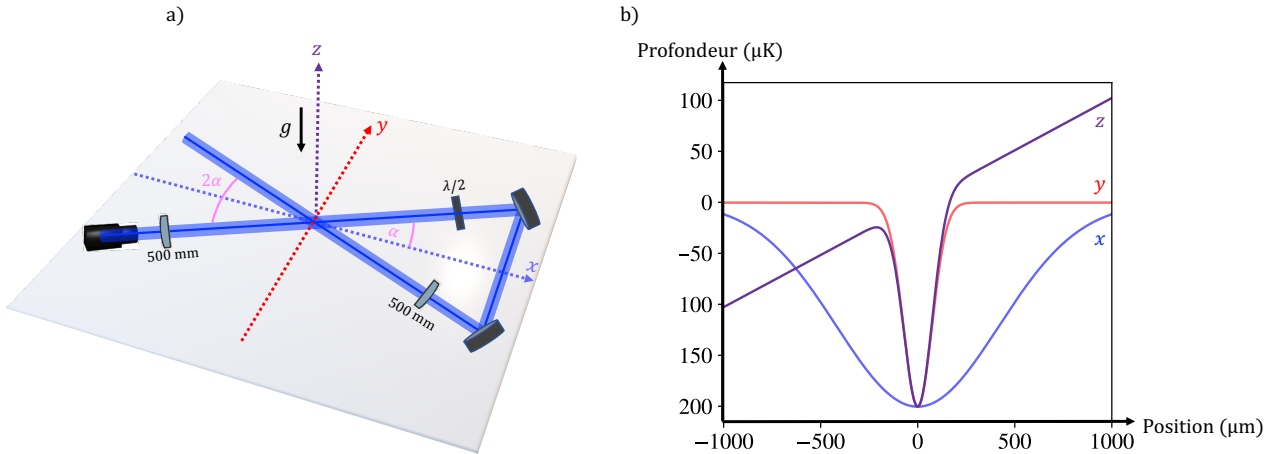 a)
z
g
y
2α
λ/2
α
x
500 mm
500 mm
b)
Profondeur (μK)
100
50
0
−50
100
150
200
z
y
x
−1000
−500
0
500
1000
Position (μm)